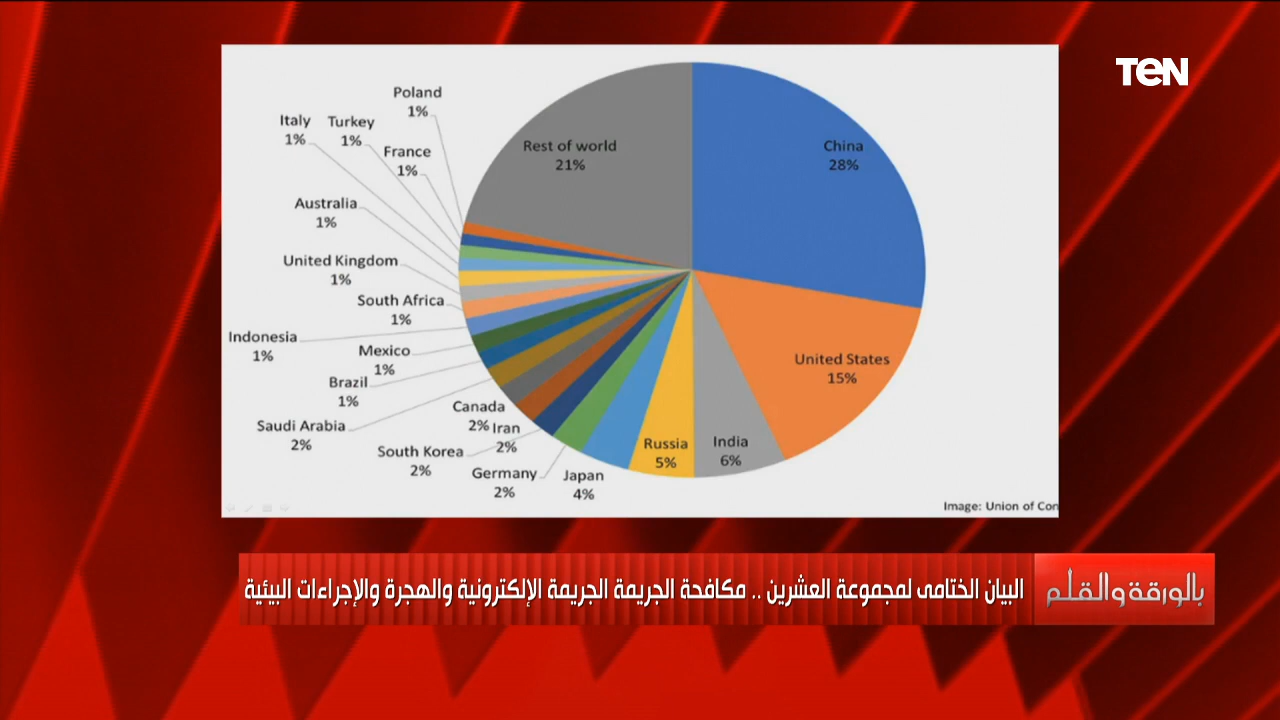 TEN
Poland
1%
Italy
1%
Turkey
1%
France
1%
Rest of world
21%
China
28%
Australia
1%
United Kingdom
1%
South Africa
1%
Indonesia
1%
Mexico
1%
Brazil
1%
United States
15%
Saudi Arabia
2%
Canada
2%
Iran
2%
South Korea
2%
Germany
2%
Japan
4%
Russia
5%
India
6%
Image: Union of Con
بالورقة والقلم
البيان الختامى لمجموعة العشرين .. مكافحة الجريمة الجريمة الإلكترونية والهجرة والإجراءات البيئية